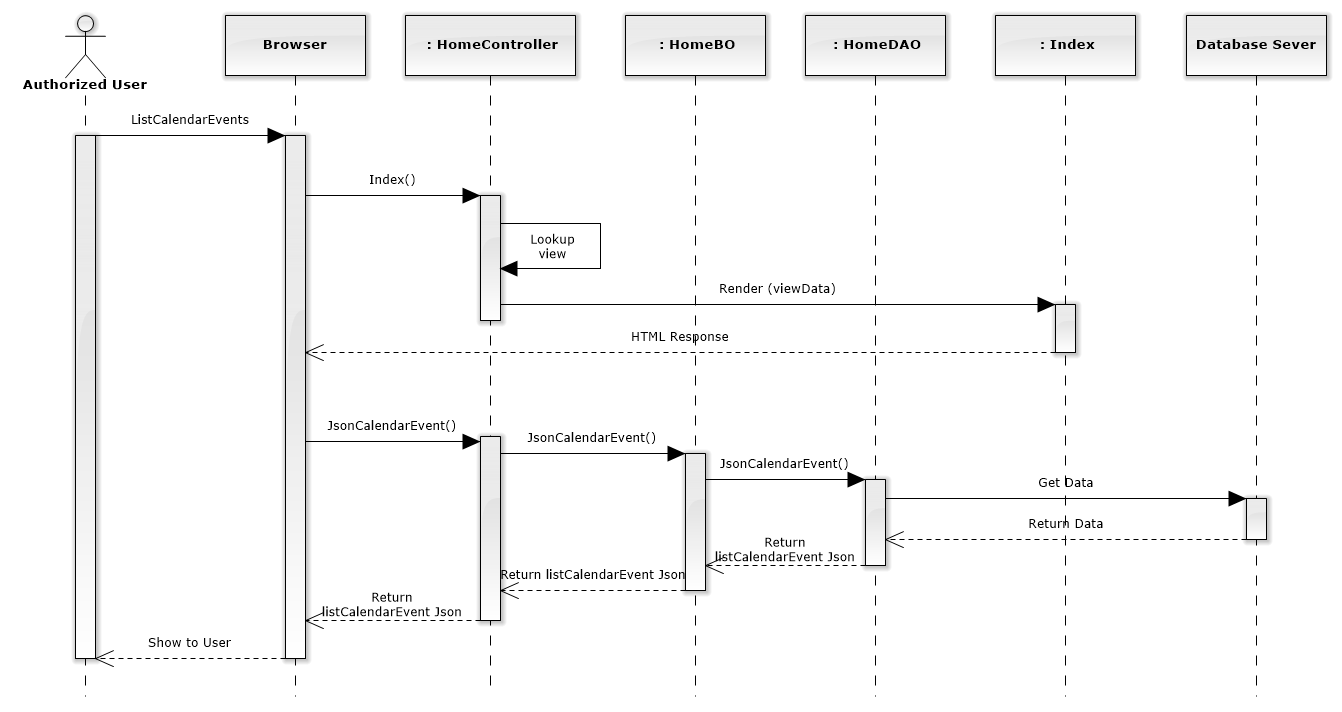 Authorized User
Browser
: HomeController
: HomeBO
: HomeDAO
: Index
Database Sever
ListCalendarEvents
Index()
Lookup
view
Render (viewData)
HTML Response
JsonCalendarEvent()
JsonCalendarEvent()
JsonCalendarEvent()
Get Data
Return Data
Return
listCalendarEvent Json
Return listCalendarEvent Json
Return
listCalendarEvent Json
Show to User